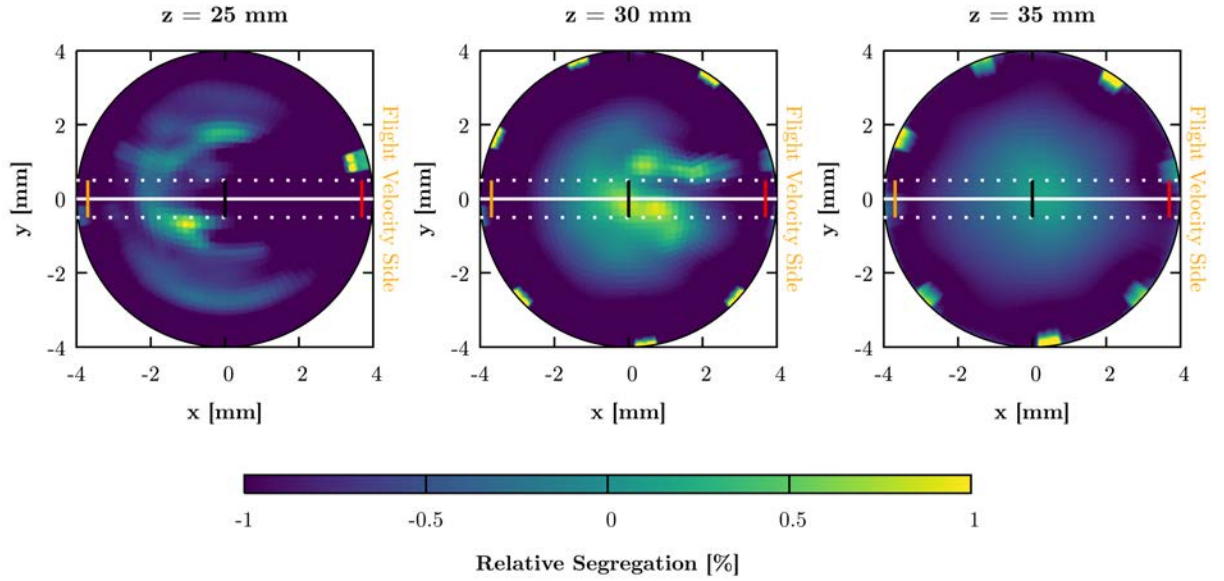 z = 25 mm
z = 30 mm
z = 35 mm
4
2
0
-2
-4
y [mm]
-4 -2 0 2 4
x [mm]
Flight Velocity Side
4
2
0
-2
-4
y [mm]
-4 -2 0 2 4
x [mm]
Flight Velocity Side
4
2
0
-2
-4
y [mm]
-4 -2 0 2 4
x [mm]
Flight Velocity Side
-1 -0.5 0 0.5 1
Relative Segregation [%]